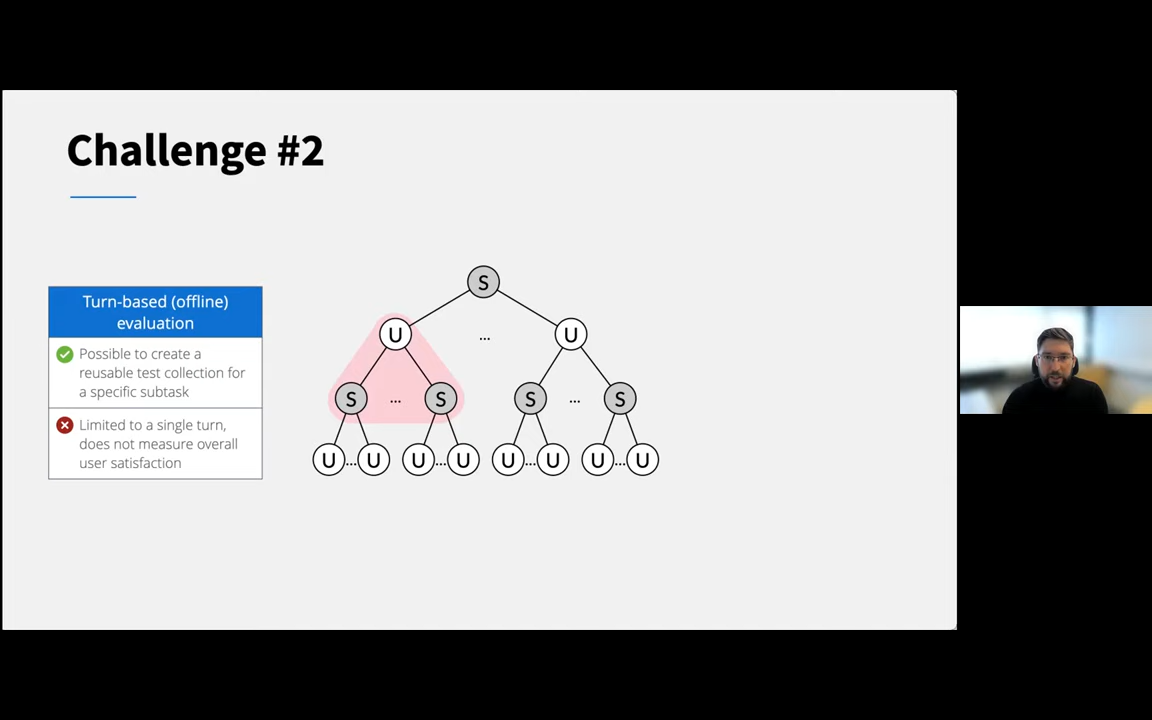 Challenge #2
Turn-based (offline)
evaluation
Possible to create a
reusable test collection for
a specific subtask
Limited to a single turn,
does not measure overall
user satisfaction
S
U ... U
S ... S S ... S
U ... U U ... U U ... U U ... U